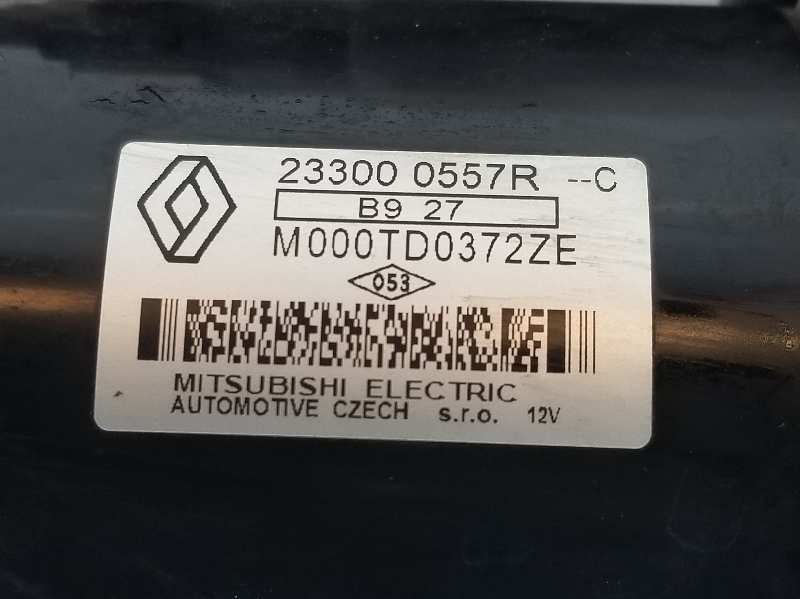 23300 0557R --C
B9 27
M000TD0372ZE
053
MITSUBISHI ELECTRIC
AUTOMOTIVE CZECH s.r.o. 12V